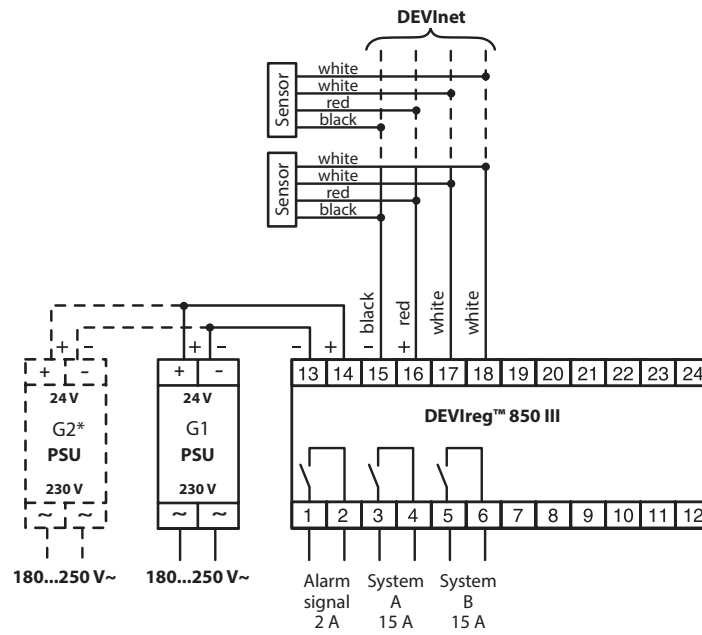 DEVInet
Sensor
white
white
red
black
Sensor
white
white
red
black
black
red
white
white
+ − − + − +
+ − + −
+ − + − 13 14 15 16 17 18 19 20 21 22 23 24
24 V
G2*
PSU
230 V
~ ~
180...250 V~
24 V
G1
PSU
230 V
~ ~
180...250 V~
DEVIreg™ 850 III
1 2 3 4 5 6 7 8 9 10 11 12
Alarm
signal
2 A
System
A
15 A
System
B
15 A